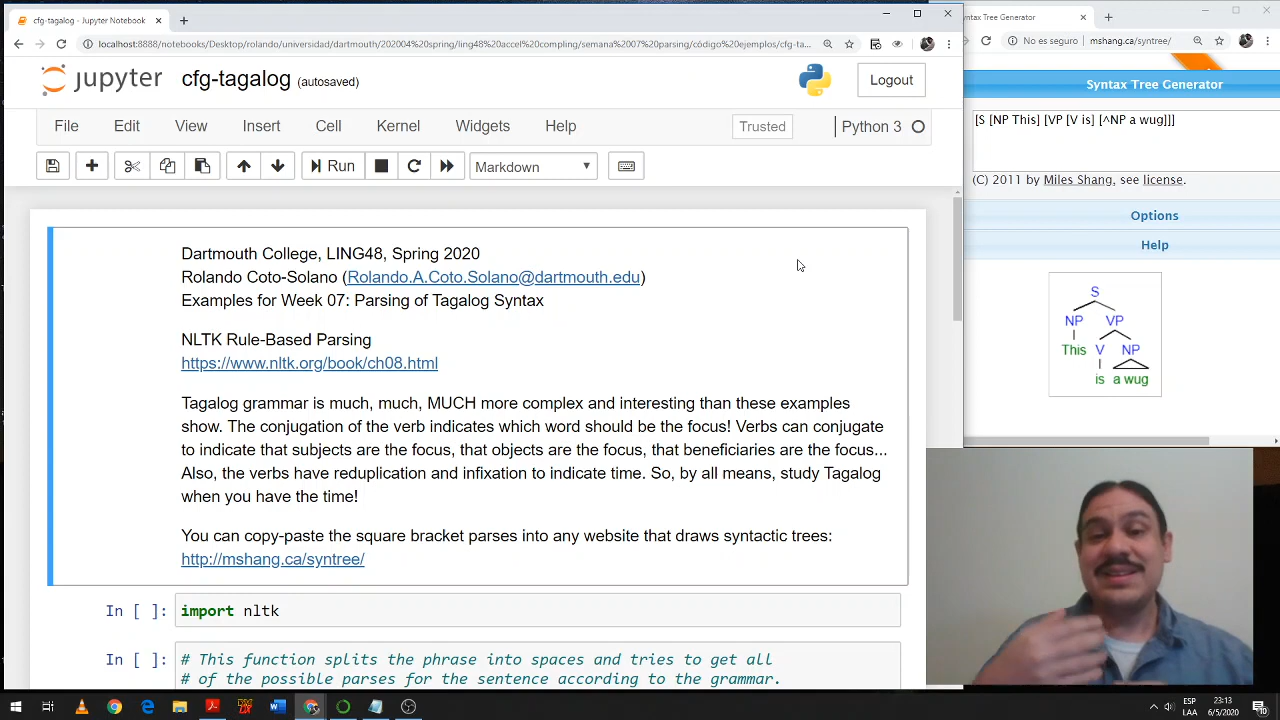 cfg-tagalog - Jupyter Notebook
localhost:8888/notebooks/Desktop/rolando/universidad/dartmouth/202004%20spring/ling48%20accel%20compling/semana%2007%20parsing/código%20ejemplos/cfg-ta...
jupyter cfg-tagalog (autosaved)
Logout
File Edit View Insert Cell Kernel Widgets Help
Trusted
Python 3
Run
Markdown
Dartmouth College, LING48, Spring 2020
Rolando Coto-Solano (Rolando.A.Coto.Solano@dartmouth.edu)
Examples for Week 07: Parsing of Tagalog Syntax
NLTK Rule-Based Parsing
https://www.nltk.org/book/ch08.html
Tagalog grammar is much, much, MUCH more complex and interesting than these examples
show. The conjugation of the verb indicates which word should be the focus! Verbs can conjugate
to indicate that subjects are the focus, that objects are the focus, that beneficiaries are the focus...
Also, the verbs have reduplication and infixation to indicate time. So, by all means, study Tagalog
when you have the time!
You can copy-paste the square bracket parses into any website that draws syntactic trees:
http://mshang.ca/syntree/
In [ ]: import nltk
In [ ]: # This function splits the phrase into spaces and tries to get all
# of the possible parses for the sentence according to the grammar.
ntax Tree Generator
No es seguro
mshang.ca/syntree/
Syntax Tree Generator
[S [NP This] [VP [V is] [^NP a wug]]]
(C) 2011 by Miles Shang, see license.
Options
Help
S
NP VP
This V NP
is a wug
ESP
LAA
23:13
6/5/2020